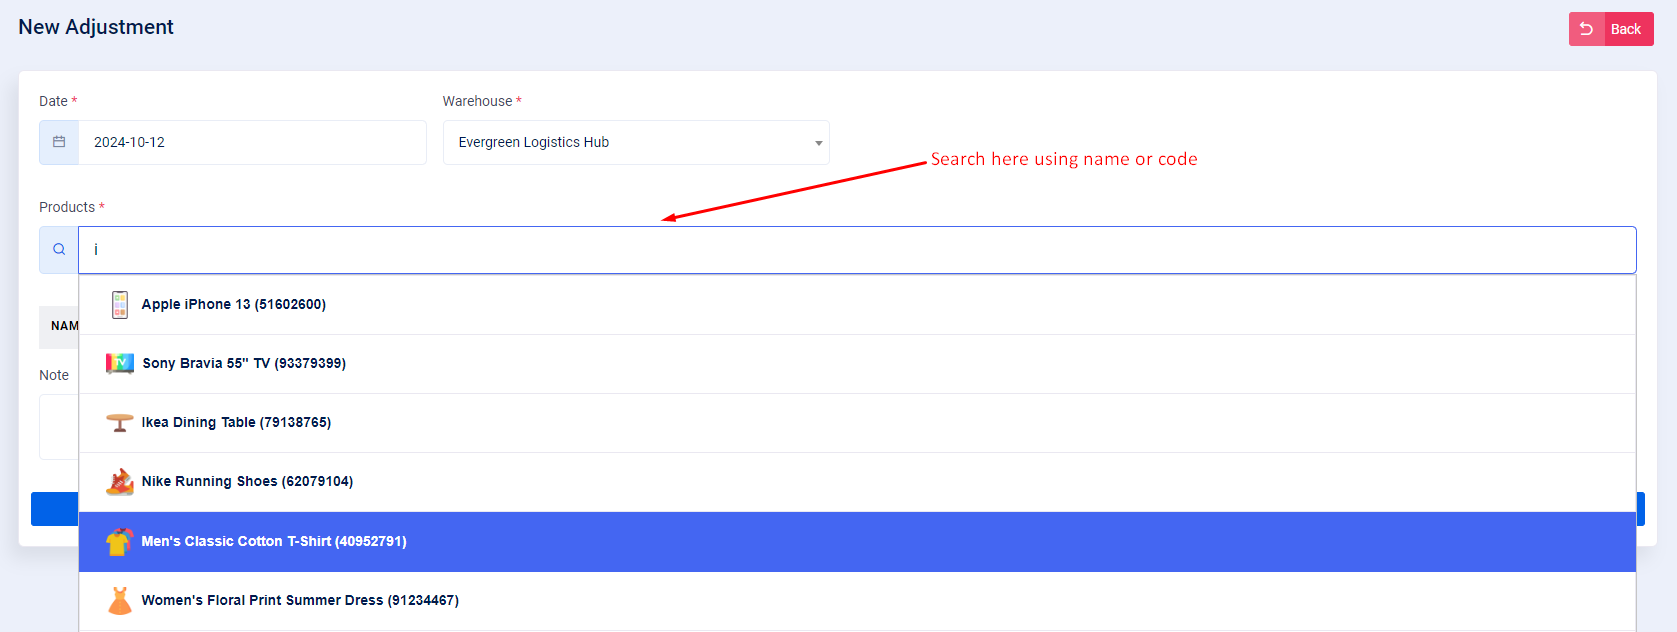 New Adjustment
Back
Date *
Warehouse *
2024-10-12
Evergreen Logistics Hub
Search here using name or code
Products *
i
Apple iPhone 13 (51602600)
NAM
TV
Sony Bravia 55" TV (93379399)
Note
Ikea Dining Table (79138765)
Nike Running Shoes (62079104)
Men's Classic Cotton T-Shirt (40952791)
Women's Floral Print Summer Dress (91234467)